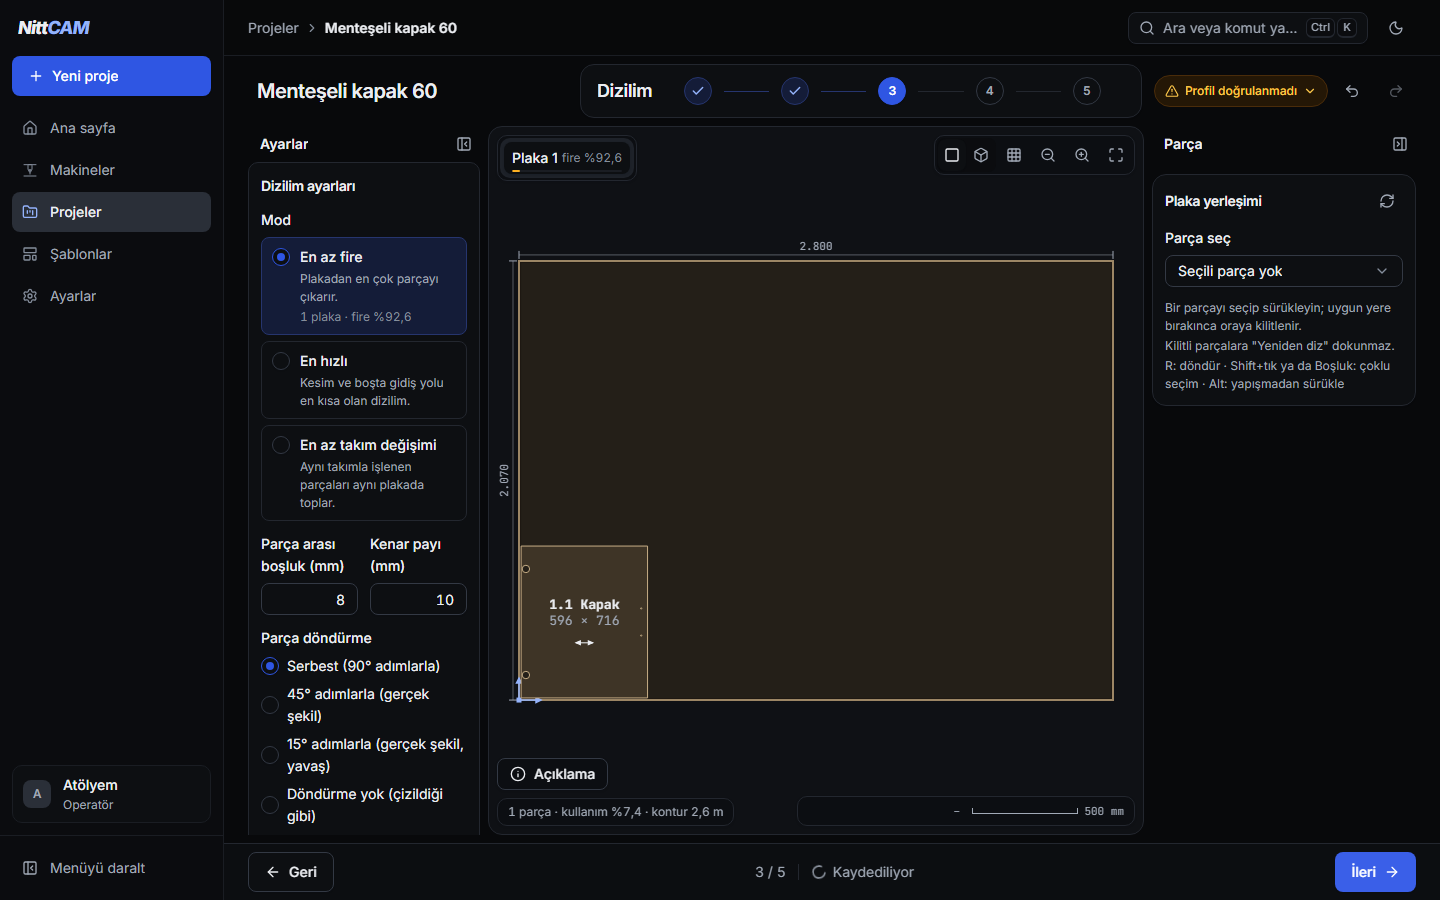 NittCAM
Yeni proje
Ana sayfa
Makineler
Projeler
Şablonlar
Ayarlar
A
Atölyem
Operatör
Menüyü daralt
Projeler > Menteşeli kapak 60
Ara veya komut ya... Ctrl K
Menteşeli kapak 60
Dizilim
3
4
5
Profil doğrulanmadı
Ayarlar
Dizilim ayarları
Mod
En az fire
Plakadan en çok parçayı
çıkarır.
1 plaka · fire %92,6
En hızlı
Kesim ve boşta gidiş yolu
en kısa olan dizilim.
En az takım değişimi
Aynı takımla işlenen
parçaları aynı plakada
toplar.
Parça arası
boşluk (mm)
8
Kenar payı
(mm)
10
Parça döndürme
Serbest (90° adımlarla)
45° adımlarla (gerçek
şekil)
15° adımlarla (gerçek şekil,
yavaş)
Döndürme yok (çizildiği
gibi)
Plaka 1 fire %92,6
2.800
2.070
1.1 Kapak
596 × 716
Açıklama
1 parça · kullanım %7,4 · kontur 2,6 m
– 500 mm
Parça
Plaka yerleşimi
Parça seç
Seçili parça yok
Bir parçayı seçip sürükleyin; uygun yere
bırakınca oraya kilitlenir.
Kilitli parçalara "Yeniden diz" dokunmaz.
R: döndür · Shift+tık ya da Boşluk: çoklu
seçim · Alt: yapışmadan sürükle
Geri
3 / 5
Kaydediliyor
İleri